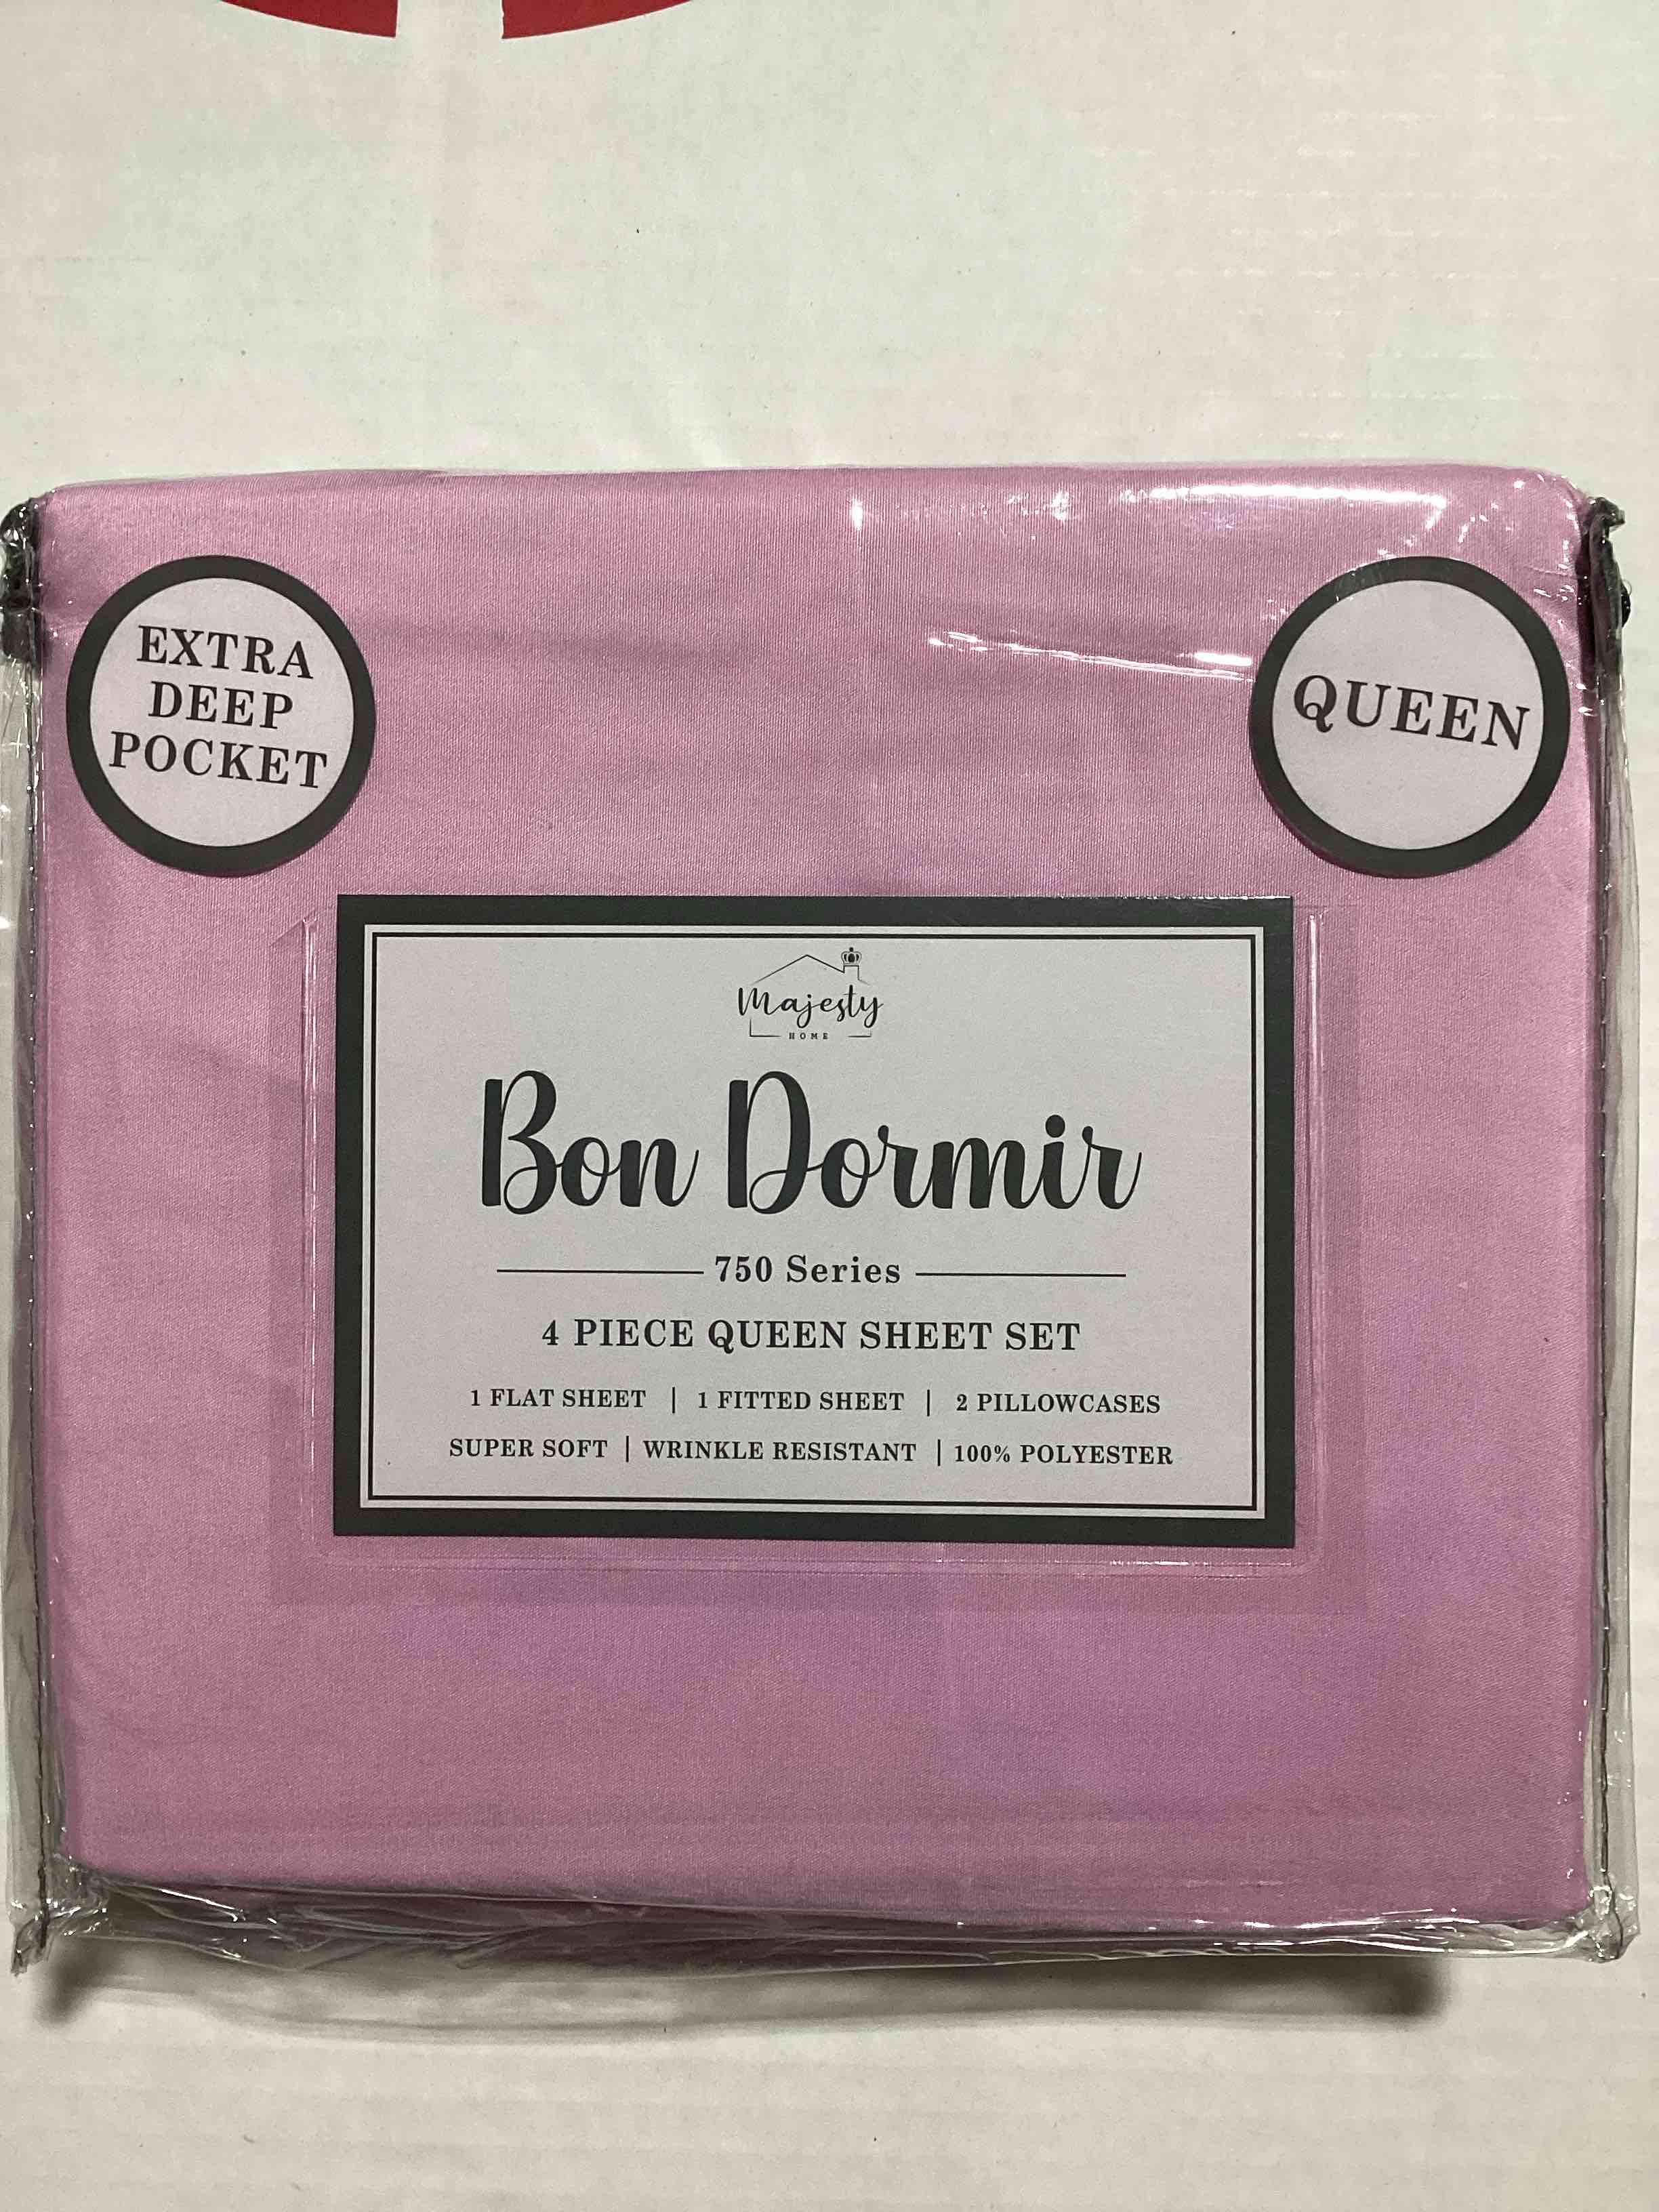 EXTRA
DEEP
POCKET
QUEEN
Majesty
HOME
Bon Dormir
750 Series
4 PIECE QUEEN SHEET SET
1 FLAT SHEET | 1 FITTED SHEET | 2 PILLOWCASES
SUPER SOFT | WRINKLE RESISTANT | 100% POLYESTER